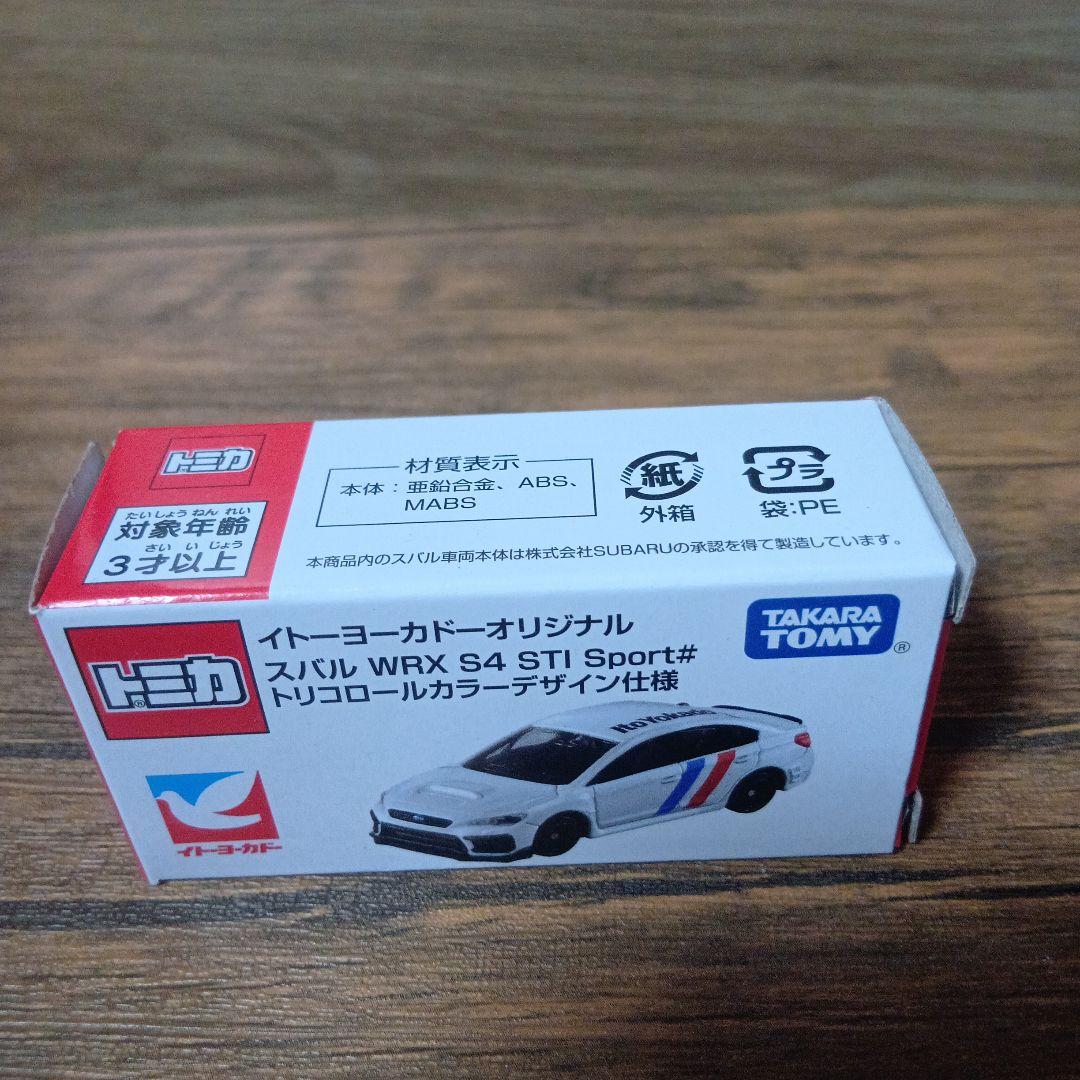 トミカ
たいしょう ねん れい
対象年齢
さい い じょう
3才以上
材質表示
本体：亜鉛合金、ABS、
MABS
紙
外箱
プラ
袋:PE
本商品内のスバル車両本体は株式会社SUBARUの承認を得て製造しています。
トミカ®
イトーヨーカドーオリジナル
スバル WRX S4 STI Sport#
トリコロールカラーデザイン仕様
TAKARA
TOMY®
ItoYokado
イトーヨーカドー